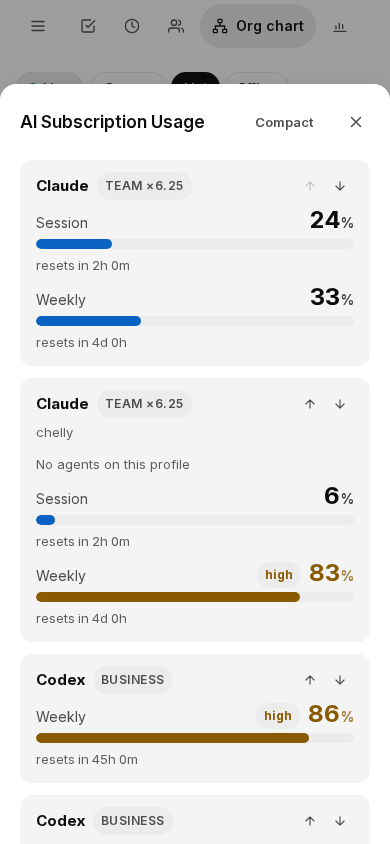 Org chart
AI Subscription Usage
Compact
Claude TEAM ×6.25
Session 24%
resets in 2h 0m
Weekly 33%
resets in 4d 0h
Claude TEAM ×6.25
chelly
No agents on this profile
Session 6%
resets in 2h 0m
Weekly high 83%
resets in 4d 0h
Codex BUSINESS
Weekly high 86%
resets in 45h 0m
Codex BUSINESS